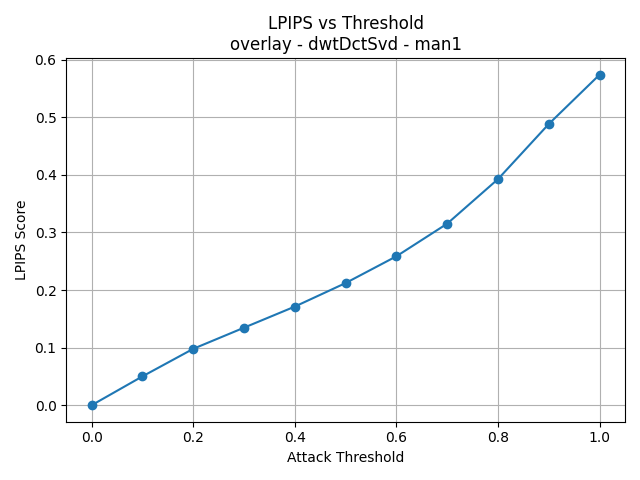 LPIPS vs Threshold
overlay - dwtDctSvd - man1
LPIPS Score
0.6
0.5
0.4
0.3
0.2
0.1
0.0
0.0 0.2 0.4 0.6 0.8 1.0
Attack Threshold